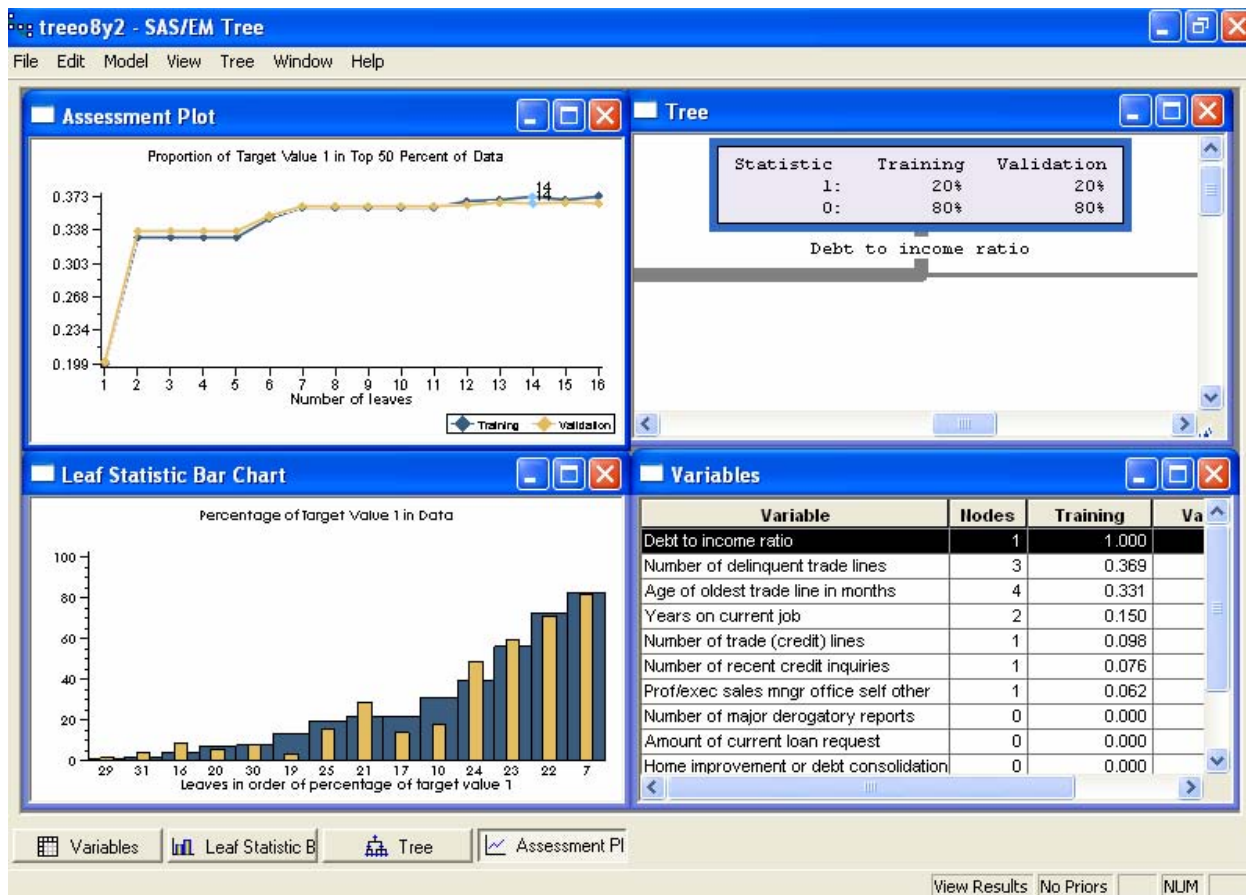 treeo8y2 - SAS/EM Tree
File Edit Model View Tree Window Help
Assessment Plot
Proportion of Target Value 1 in Top 50 Percent of Data
0.373
0.338
0.303
0.268
0.234
0.199
14
14
1 2 3 4 5 6 7 8 9 10 11 12 13 14 15 16
Number of leaves
Training Validation
Tree
Statistic Training Validation
1: 20% 20%
0: 80% 80%
Debt to income ratio
Leaf Statistic Bar Chart
Percentage of Target Value 1 in Data
100
80
60
40
20
0
29 31 16 20 30 19 25 21 17 10 24 23 22 7
Leaves in order of percentage of target value 1
Variables
Variable Nodes Training Va
Debt to income ratio 1 1.000
Number of delinquent trade lines 3 0.369
Age of oldest trade line in months 4 0.331
Years on current job 2 0.150
Number of trade (credit) lines 1 0.098
Number of recent credit inquiries 1 0.076
Prof/exec sales mngr office self other 1 0.062
Number of major derogatory reports 0 0.000
Amount of current loan request 0 0.000
Home improvement or debt consolidation 0 0.000
Variables Leaf Statistic B Tree Assessment Pl
View Results No Priors NUM